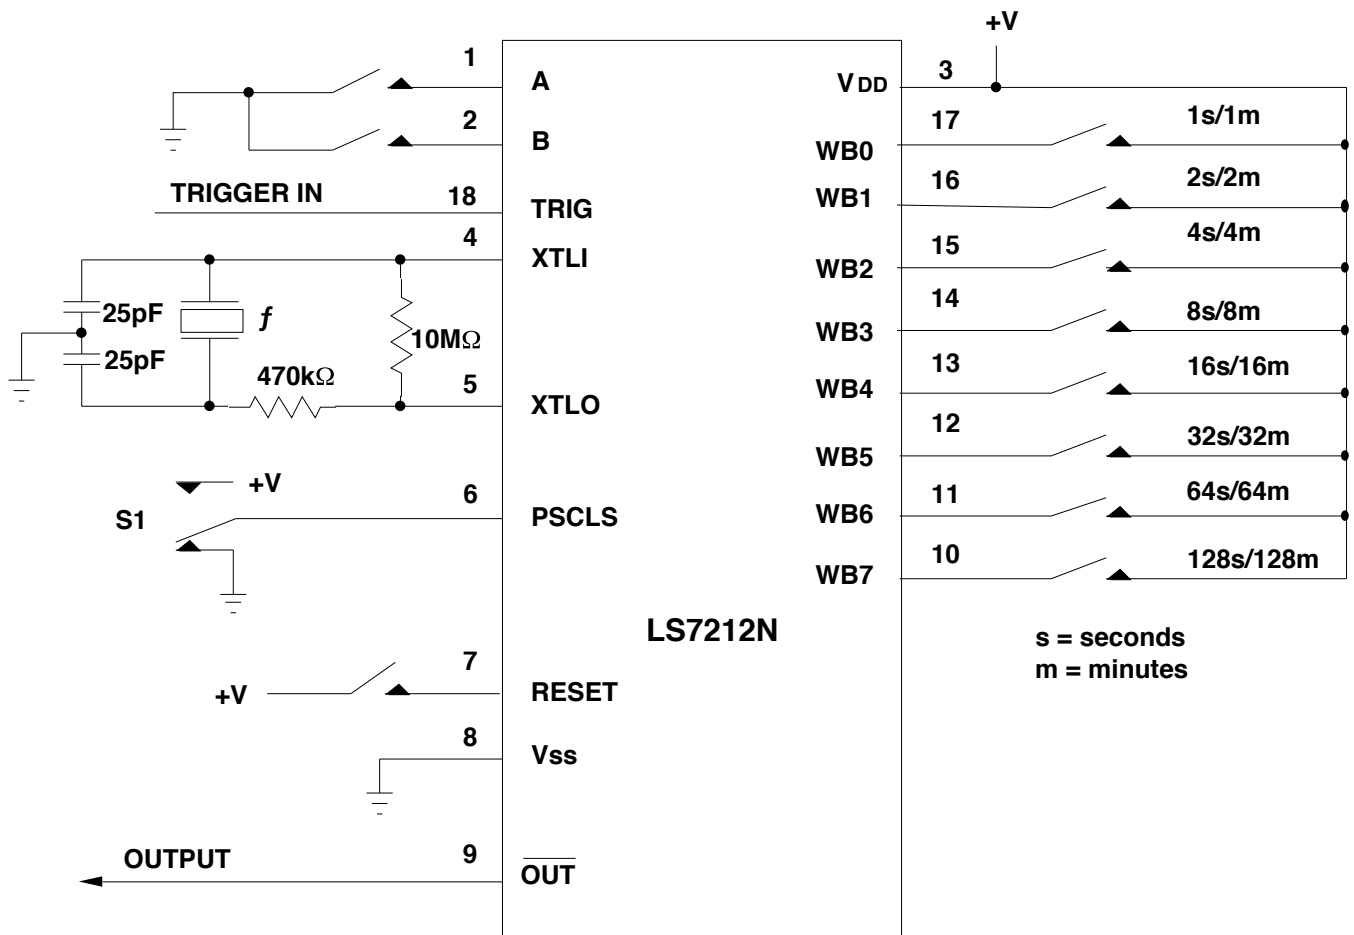 +V
1
A
VDD
3
17
1s/1m
2
B
WB0
16
2s/2m
TRIGGER IN
18
TRIG
WB1
4
XTLI
15
4s/4m
WB2
25pF
ƒ
10MΩ
14
8s/8m
WB3
25pF
470kΩ
5
XTLO
13
16s/16m
WB4
12
32s/32m
WB5
+V
6
S1
PSCLS
11
64s/64m
WB6
10
128s/128m
WB7
LS7212N
s = seconds
m = minutes
7
+V
RESET
8
Vss
OUTPUT
9
OUT